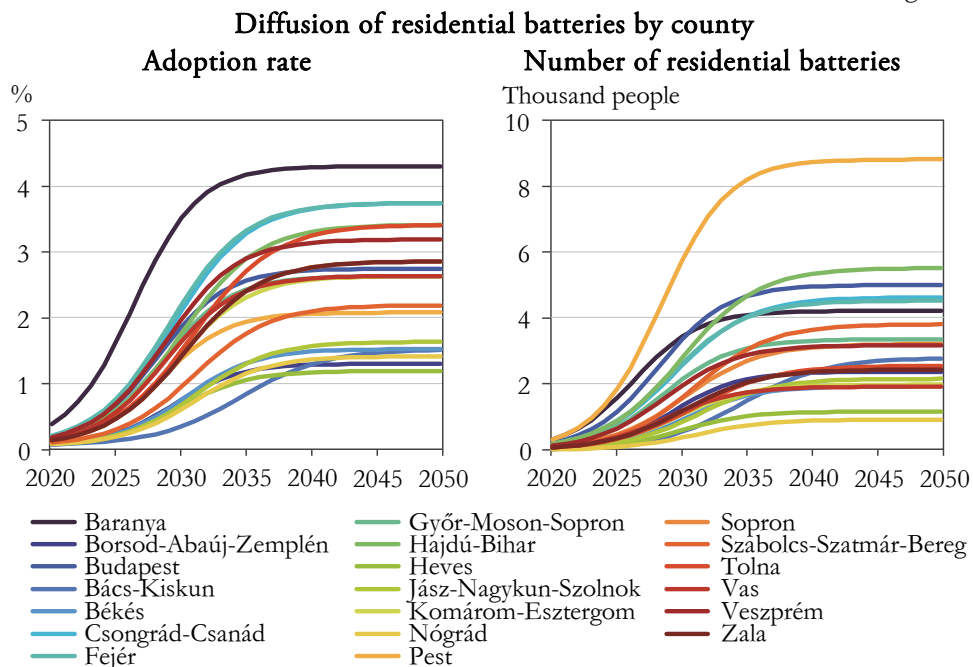 Diffusion of residential batteries by county
Adoption rate
Number of residential batteries
%
Thousand people
5
4
3
2
1
0
2020 2025 2030 2035 2040 2045 2050
10
8
6
4
2
0
2020 2025 2030 2035 2040 2045 2050
Baranya
Borsod-Abaúj-Zemplén
Budapest
Bács-Kiskun
Békés
Csongrád-Csanád
Fejér
Győr-Moson-Sopron
Hajdú-Bihar
Heves
Jász-Nagykun-Szolnok
Komárom-Esztergom
Nógrád
Pest
Sopron
Szabolcs-Szatmár-Bereg
Tolna
Vas
Veszprém
Zala